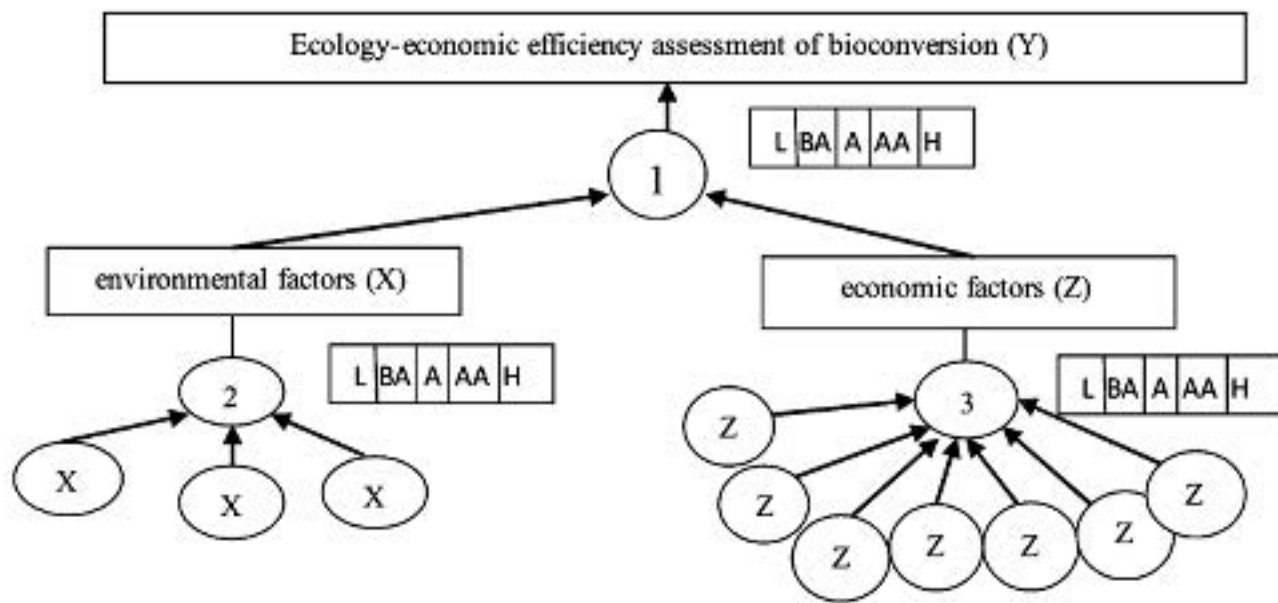 Ecology-economic efficiency assessment of bioconversion (Y)
L BA A AA H
1
environmental factors (X)
economic factors (Z)
L BA A AA H
L BA A AA H
2
3
X
X
X
Z
Z
Z
Z
Z
Z
Z